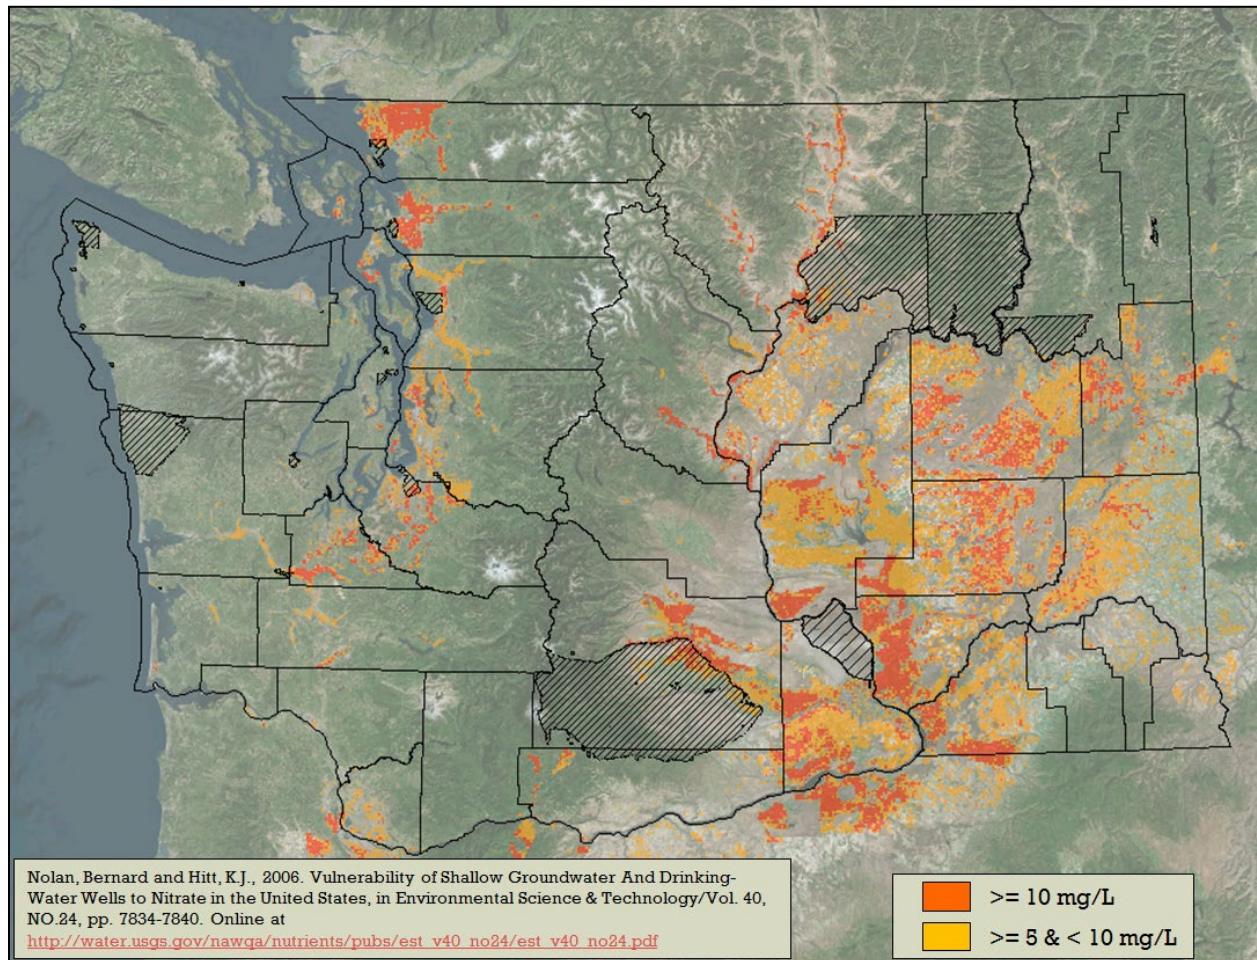 Nolan, Bernard and Hitt, K.J., 2006. Vulnerability of Shallow Groundwater And Drinking-
Water Wells to Nitrate in the United States, in Environmental Science & Technology/Vol. 40,
NO.24, pp. 7834-7840. Online at
http://water.usgs.gov/nawqa/nutrients/pubs/est_v40_no24/est_v40_no24.pdf
>= 10 mg/L
>= 5 & < 10 mg/L